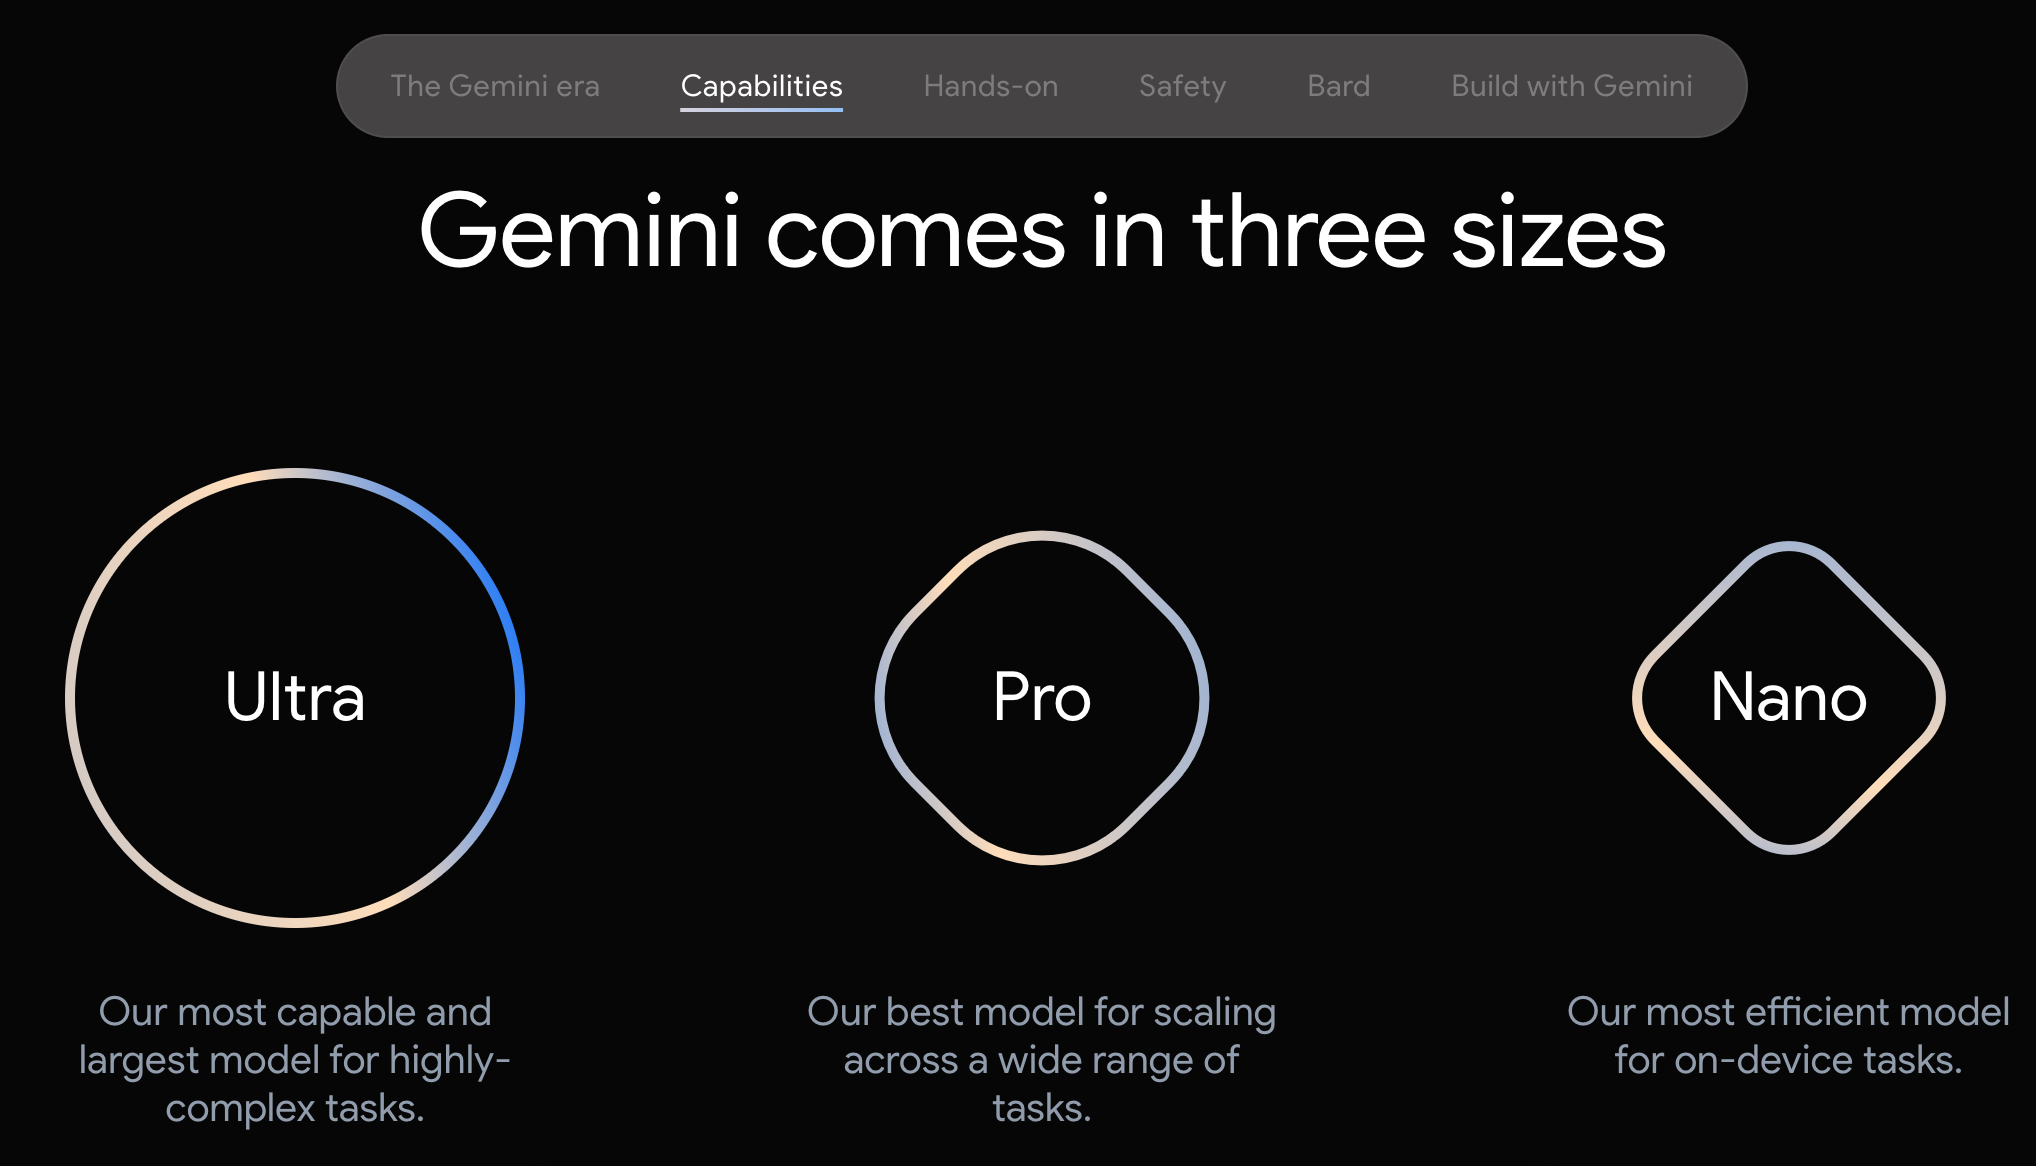 The Gemini era
Capabilities
Hands-on
Safety
Bard
Build with Gemini
Gemini comes in three sizes
Ultra
Our most capable and
largest model for highly-
complex tasks.
Pro
Our best model for scaling
across a wide range of
tasks.
Nano
Our most efficient model
for on-device tasks.